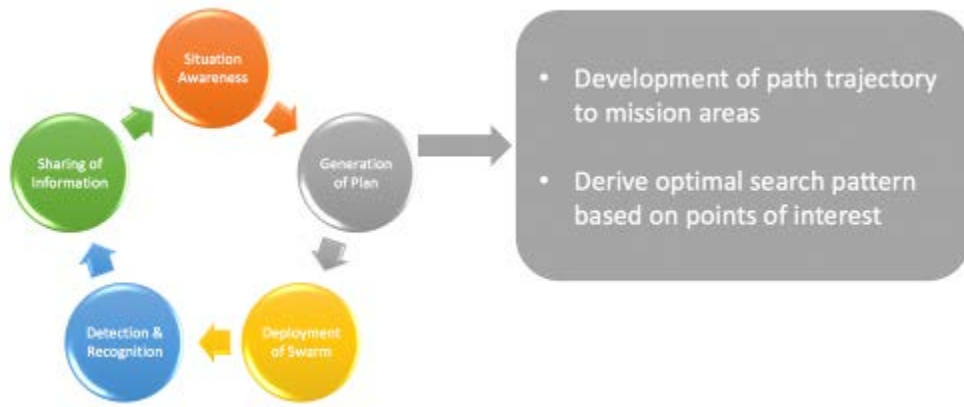 Situation
Awareness
Generation
of Plan
Deployment
of Swarm
Detection &
Recognition
Sharing of
Information
• Development of path trajectory
to mission areas
• Derive optimal search pattern
based on points of interest